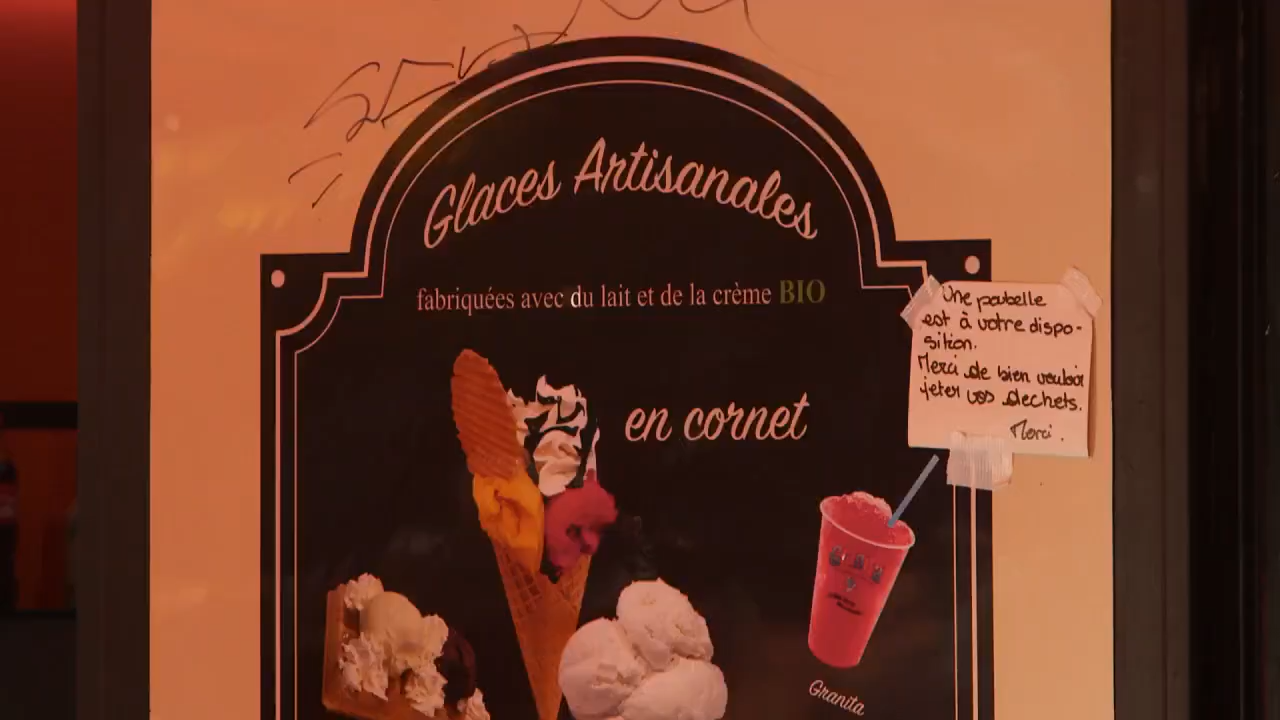 Glaces Artisanales
fabriquées avec du lait et de la crème BIO
en cornet
Une poubelle
est à votre dispo-
sition.
Merci de bien vouloir
jeter vos dechets.
Merci.
Granita